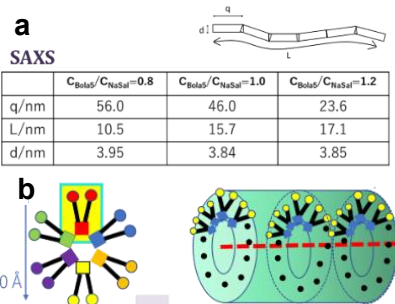 a
q
d
L
SAXS
C_Bola5/C_NaSal=0.8 C_Bola5/C_NaSal=1.0 C_Bola5/C_NaSal=1.2
q/nm 56.0 46.0 23.6
L/nm 10.5 15.7 17.1
d/nm 3.95 3.84 3.85
b
0 Å